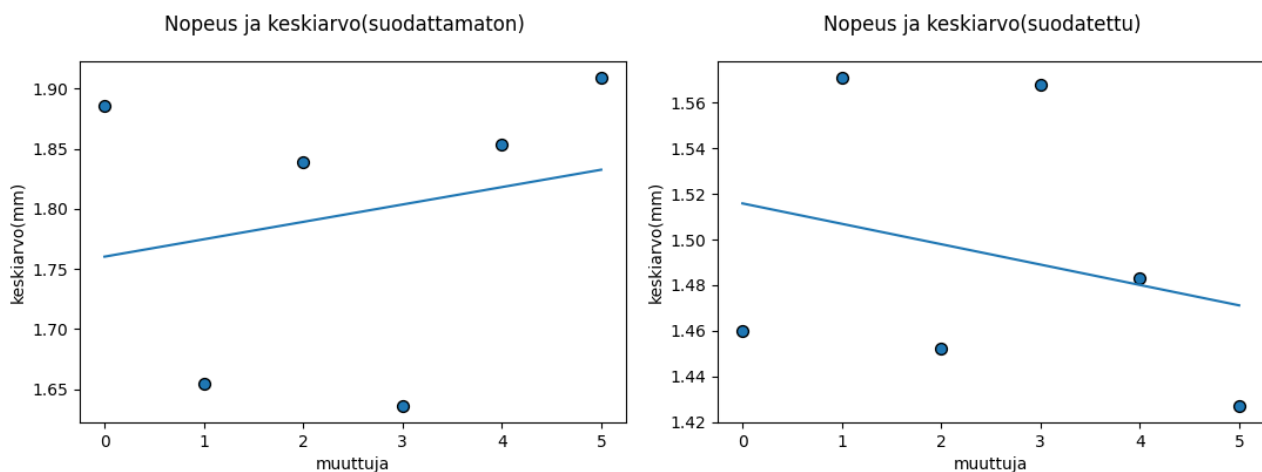 Nopeus ja keskiarvo(suodattamaton)
1.90
1.85
1.80
1.75
1.70
1.65
keskiarvo(mm)
0 1 2 3 4 5
muuttuja
Nopeus ja keskiarvo(suodatettu)
1.56
1.54
1.52
1.50
1.48
1.46
1.44
1.42
keskiarvo(mm)
0 1 2 3 4 5
muuttuja